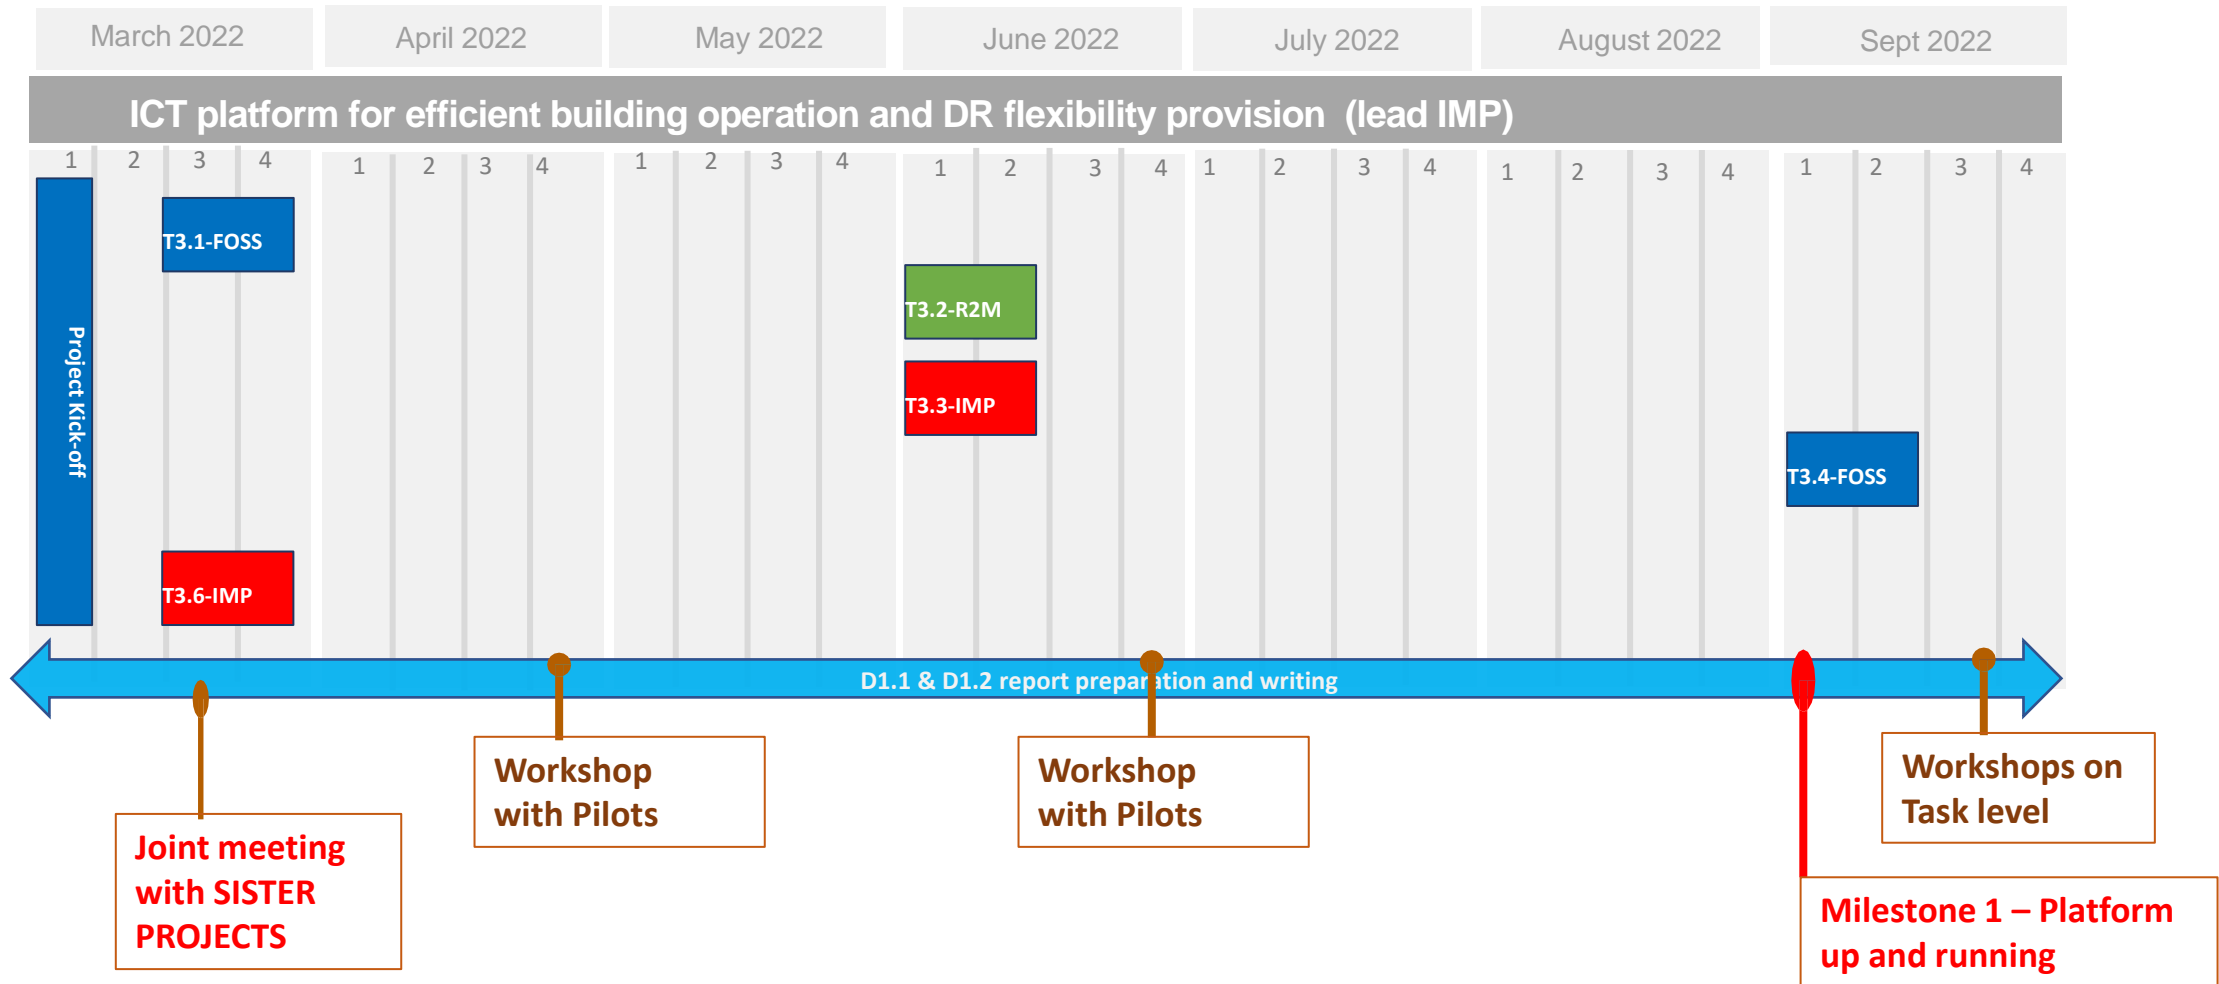 March 2022
April 2022
May 2022
June 2022
July 2022
August 2022
Sept 2022
ICT platform for efficient building operation and DR flexibility provision (lead IMP)
1 2 3 4
1 2 3 4
1 2 3 4
1 2 3 4
1 2 3 4
1 2 3 4
1 2 3 4
Project Kick-off
T3.1-FOSS
T3.2-R2M
T3.3-IMP
T3.4-FOSS
T3.6-IMP
D1.1 & D1.2 report preparation and writing
Joint meeting
with SISTER
PROJECTS
Workshop
with Pilots
Workshop
with Pilots
Workshops on
Task level
Milestone 1 – Platform
up and running